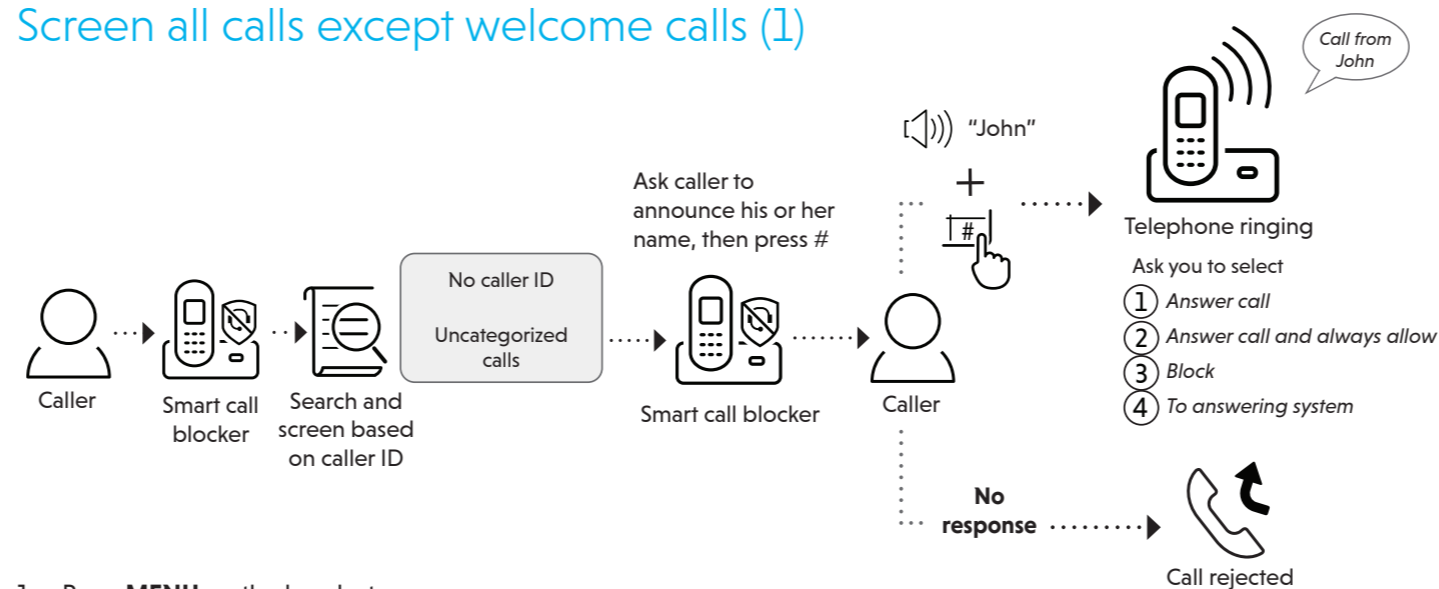 Screen all calls except welcome calls (1)
Call from
John
"John"
+
#
Ask caller to
announce his or her
name, then press #
No caller ID
Uncategorized
calls
Caller
Smart call
blocker
Search and
screen based
on caller ID
Smart call blocker
Caller
Telephone ringing
Ask you to select
1 Answer call
2 Answer call and always allow
3 Block
4 To answering system
No
response
Call rejected
MENU